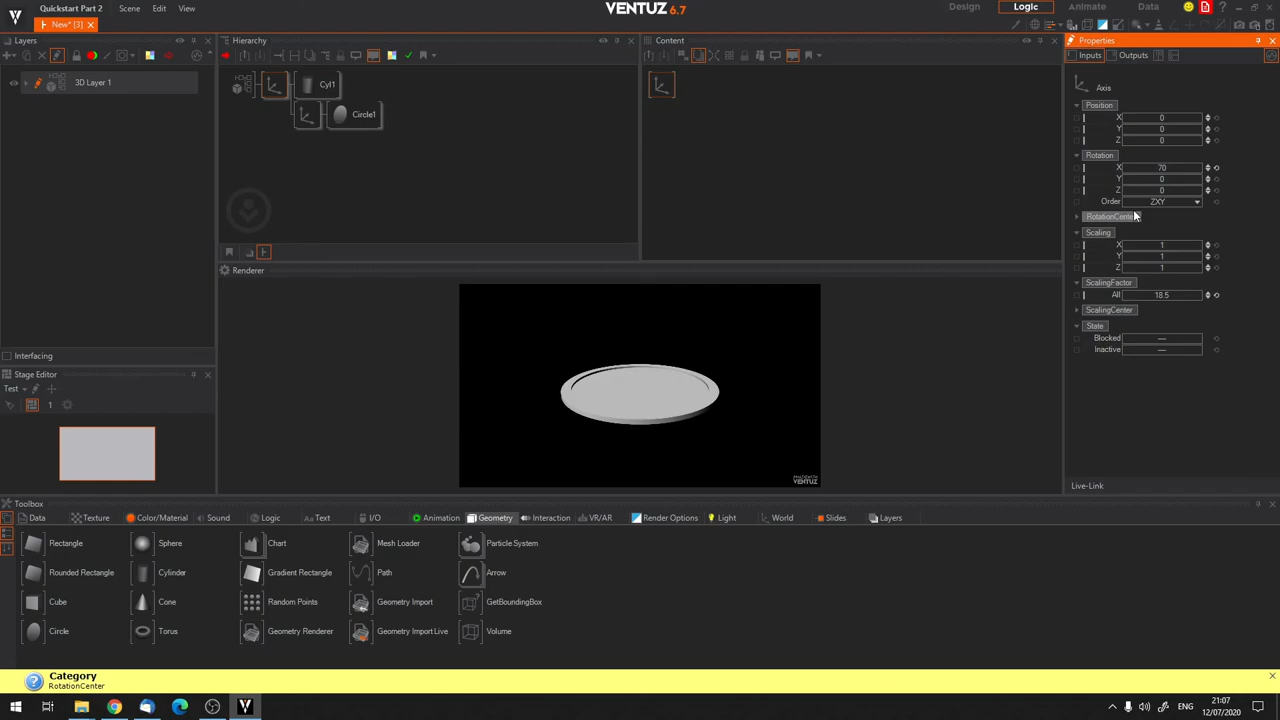 Quickstart Part 2
Scene
Edit
View
VENTUZ 6.7
Design
Logic
Animate
Data
New* [3]
Layers
3D Layer 1
Interfacing
Stage Editor
Test
1
Hierarchy
Cyl1
Circle1
Content
Renderer
MADE WITH
VENTUZ
Properties
Inputs
Outputs
Axis
Position
X 0
Y 0
Z 0
Rotation
X 70
Y 0
Z 0
Order ZXY
RotationCenter
Scaling
X 1
Y 1
Z 1
ScalingFactor
All 18.5
ScalingCenter
State
Blocked —
Inactive —
Live-Link
Toolbox
Data
Texture
Color/Material
Sound
Logic
Text
I/O
Animation
Geometry
Interaction
VR/AR
Render Options
Light
World
Slides
Layers
Rectangle
Sphere
Chart
Mesh Loader
Particle System
Rounded Rectangle
Cylinder
Gradient Rectangle
Path
Arrow
Cube
Cone
Random Points
Geometry Import
GetBoundingBox
Circle
Torus
Geometry Renderer
Geometry Import Live
Volume
Category
RotationCenter
ENG
21:07
12/07/2020